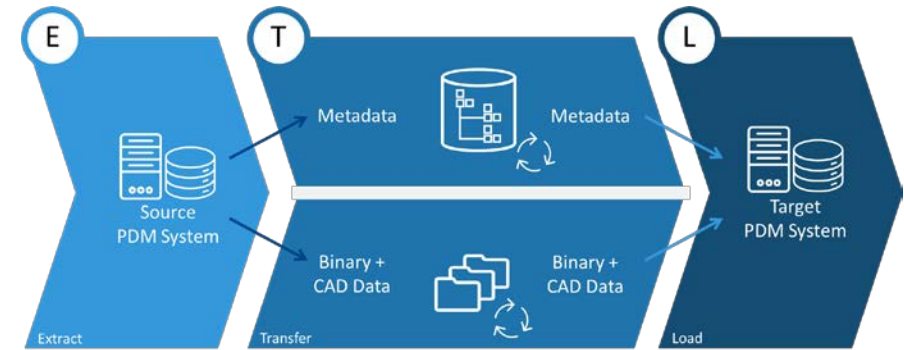 E
T
L
Metadata
Metadata
Source
PDM System
Target
PDM System
Binary +
CAD Data
Binary +
CAD Data
Extract
Transfer
Load